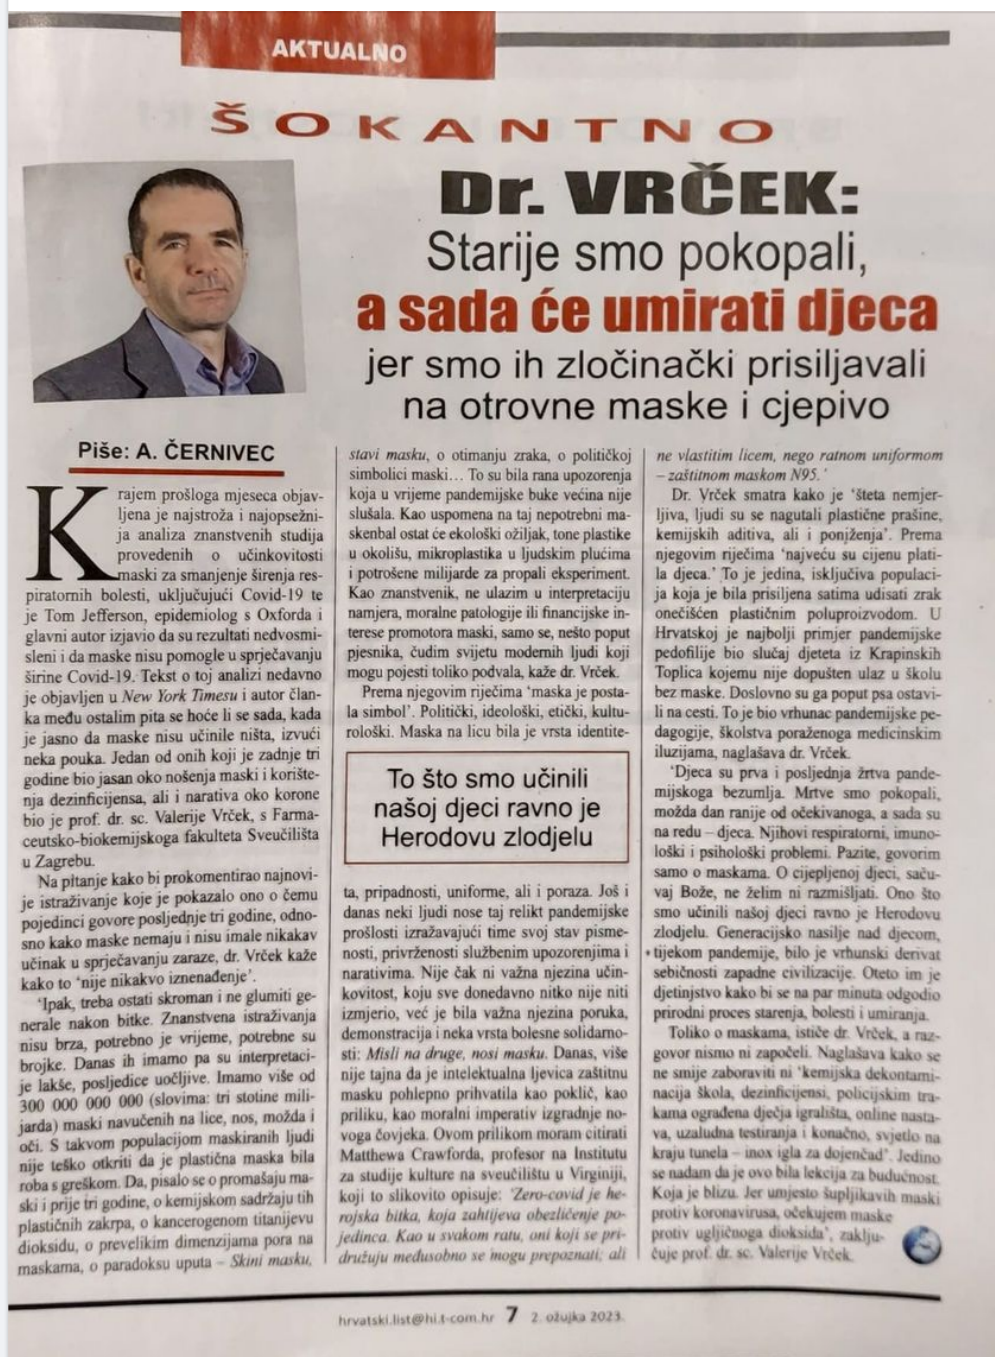 AKTUALNO
ŠOKANTNO
Dr. VRČEK:
Starije smo pokopali,
a sada će umirati djeca
jer smo ih zločinački prisiljavali
na otrovne maske i cjepivo
Piše: A. ČERNIVEC
Krajem prošloga mjeseca objav-
ljena je najstroža i najopsežni-
ja analiza znanstvenih studija
provedenih o učinkovitosti
maski za smanjenje širenja res-
piratornih bolesti, uključujući Covid-19 te
je Tom Jefferson, epidemiolog s Oxforda i
glavni autor izjavio da su rezultati nedvosmi-
sleni i da maske nisu pomogle u sprječavanju
širine Covid-19. Tekst o toj analizi nedavno
je objavljen u New York Timesu i autor član-
ka među ostalim pita se hoće li se sada, kada
je jasno da maske nisu učinile ništa, izvući
neka pouka. Jedan od onih koji je zadnje tri
godine bio jasan oko nošenja maski i korište-
nja dezinficijensa, ali i narativa oko korone
bio je prof. dr. sc. Valerije Vrček, s Farma-
ceutsko-biokemijskoga fakulteta Sveučilišta
u Zagrebu.
Na pitanje kako bi prokomentirao najnovi-
je istraživanje koje je pokazalo ono o čemu
pojedinci govore posljednje tri godine, odno-
sno kako maske nemaju i nisu imale nikakav
učinak u sprječavanju zaraze, dr. Vrček kaže
kako to ‘nije nikakvo iznenađenje’.
‘Ipak, treba ostati skroman i ne glumiti ge-
nerale nakon bitke. Znanstvena istraživanja
nisu brza, potrebno je vrijeme, potrebne su
brojke. Danas ih imamo pa su interpretaci-
je lakše, posljedice uočljive. Imamo više od
300 000 000 000 (slovima: tri stotine mili-
jarda) maski navučenih na lice, nos, možda i
oči. S takvom populacijom maskiranih ljudi
nije teško otkriti da je plastična maska bila
roba s greškom. Da, pisalo se o promašaju ma-
ski i prije tri godine, o kemijskom sadržaju tih
plastičnih zakrpa, o kancerogenom titanijevu
dioksidu, o prevelikim dimenzijama pora na
maskama, o paradoksu uputa – Skini masku,
stavi masku, o otimanju zraka, o političkoj
simbolici maski… To su bila rana upozorenja
koja u vrijeme pandemijske buke većina nije
slušala. Kao uspomena na taj nepotrebni ma-
skenbal ostat će ekološki ožiljak, tone plastike
u okolišu, mikroplastika u ljudskim plućima
i potrošene milijarde za propali eksperiment.
Kao znanstvenik, ne ulazim u interpretaciju
namjera, moralne patologije ili financijske in-
terese promotora maski, samo se, nešto poput
pjesnika, čudim svijetu modernih ljudi koji
mogu pojesti toliko podvala, kaže dr. Vrček.
Prema njegovim riječima ‘maska je posta-
la simbol’. Politički, ideološki, etički, kultu-
rološki. Maska na licu bila je vrsta identite-
To što smo učinili
našoj djeci ravno je
Herodovu zlodjelu
ta, pripadnosti, uniforme, ali i poraza. Još i
danas neki ljudi nose taj relikt pandemijske
prošlosti izražavajući time svoj stav pisme-
nosti, privrženosti službenim upozorenjima i
narativima. Nije čak ni važna njezina učin-
kovitost, koju sve donedavno nitko nije niti
izmjerio, već je bila važna njezina poruka,
demonstracija i neka vrsta bolesne solidarno-
sti: Misli na druge, nosi masku. Danas, više
nije tajna da je intelektualna ljevica zaštitnu
masku pohlepno prihvatila kao poklič, kao
priliku, kao moralni imperativ izgradnje no-
voga čovjeka. Ovom prilikom moram citirati
Matthewa Crawforda, profesor na Institutu
za studije kulture na sveučilištu u Virginiji,
koji to slikovito opisuje: ‘Zero-covid je he-
rojska bitka, koja zahtijeva obezličenje po-
jedinca. Kao u svakom ratu, oni koji se pri-
družuju međusobno se mogu prepoznati, ali
ne vlastitim licem, nego ratnom uniformom
– zaštitnom maskom N95.’
Dr. Vrček smatra kako je ‘šteta nemjer-
ljiva, ljudi su se nagutali plastične prašine,
kemijskih aditiva, ali i poniženja’. Prema
njegovim riječima ‘najveću su cijenu plati-
la djeca.’ To je jedina, isključiva populaci-
ja koja je bila prisiljena satima udisati zrak
onečišćen plastičnim poluproizvodom. U
Hrvatskoj je najbolji primjer pandemijske
pedofilije bio slučaj djeteta iz Krapinskih
Toplica kojemu nije dopušten ulaz u školu
bez maske. Doslovno su ga poput psa ostavi-
li na cesti. To je bio vrhunac pandemijske pe-
dagogije, školstva poraženoga medicinskim
iluzijama, naglašava dr. Vrček.
‘Djeca su prva i posljednja žrtva pande-
mijskoga bezumlja. Mrtve smo pokopali,
možda dan ranije od očekivanoga, a sada su
na redu – djeca. Njihovi respiratorni, imuno-
loški i psihološki problemi. Pazite, govorim
samo o maskama. O cijepljenoj djeci, saču-
vaj Bože, ne želim ni razmišljati. Ono što
smo učinili našoj djeci ravno je Herodovu
zlodjelu. Generacijsko nasilje nad djecom,
tijekom pandemije, bilo je vrhunski derivat
sebičnosti zapadne civilizacije. Oteto im je
djetinjstvo kako bi se na par minuta odgodio
prirodni proces starenja, bolesti i umiranja.
Toliko o maskama, ističe dr. Vrček, a raz-
govor nismo ni započeli. Naglašava kako se
ne smije zaboraviti ni ‘kemijska dekontami-
nacija škola, dezinficijensi, policijskim tra-
kama ograđena dječja igrališta, online nasta-
va, uzaludna testiranja i konačno, svjetlo na
kraju tunela – inox igla za dojenčad’. Jedino
se nadam da je ovo bila lekcija za budućnost.
Koja je blizu. Jer umjesto šupljikavih maski
protiv koronavirusa, očekujem maske
protiv ugljičnoga dioksida’, zaklju-
čuje prof. dr. sc. Valerije Vrček.
hrvatski.list@hi.t-com.hr 7 2. ožujka 2023.